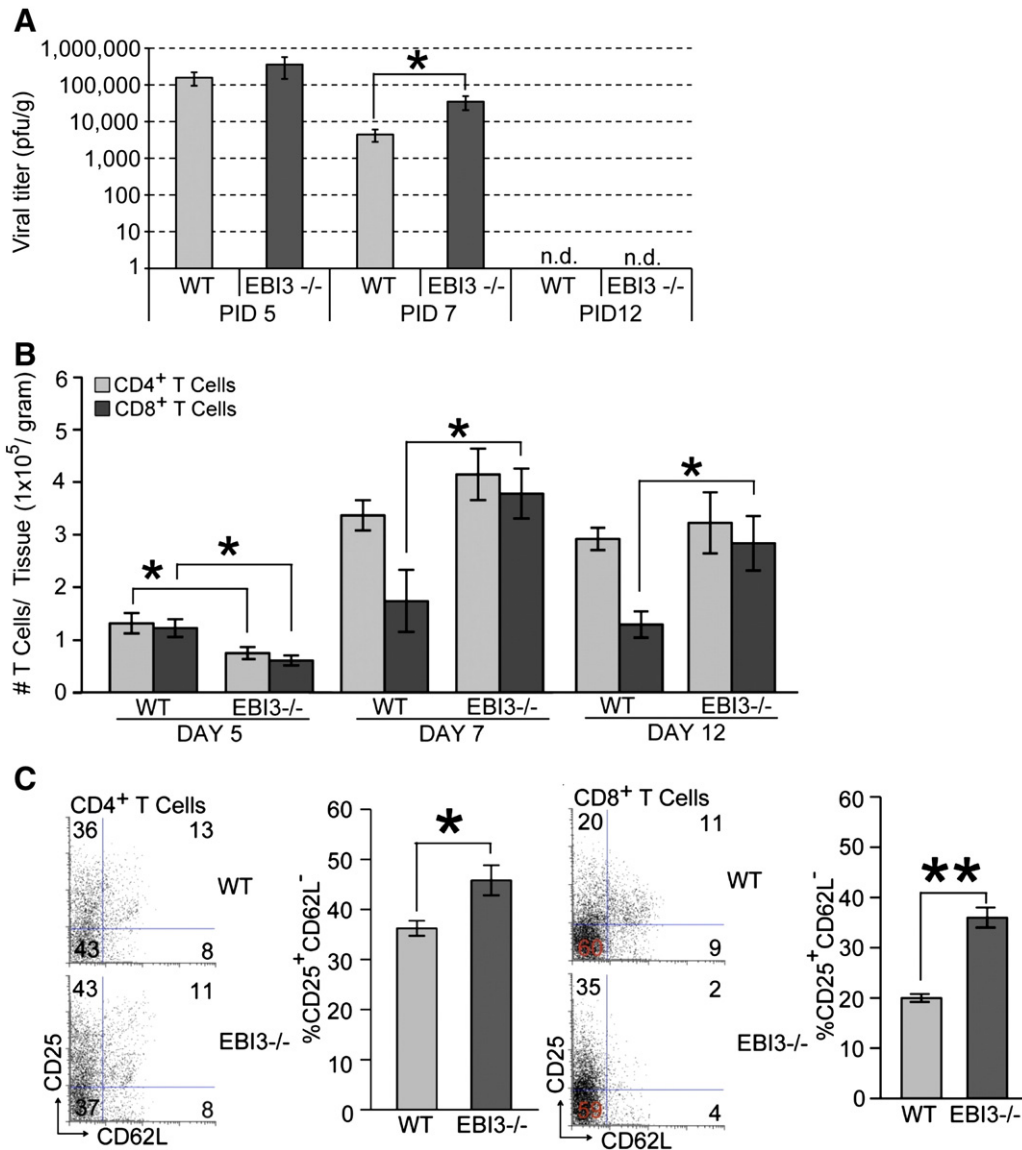 A
Viral titer (pfu/g)
1,000,000
100,000
10,000
1,000
100
10
1
*
n.d. n.d.
WT EBI3 -/- WT EBI3 -/- WT EBI3 -/-
PID 5 PID 7 PID12
B
# T Cells/ Tissue (1x10⁵/ gram)
6
5
4
3
2
1
0
CD4⁺ T Cells
CD8⁺ T Cells
* * * *
WT EBI3-/- WT EBI3-/- WT EBI3-/-
DAY 5 DAY 7 DAY 12
C
CD4⁺ T Cells
36 13
43 8
WT
43 11
37 8
EBI3-/-
CD25
CD62L
%CD25⁺CD62L⁻
60
50
40
30
20
10
0
*
WT EBI3-/-
CD8⁺ T Cells
20 11
60 9
WT
35 2
59 4
EBI3-/-
CD25
CD62L
%CD25⁺CD62L⁻
60
50
40
30
20
10
0
**
WT EBI3-/-